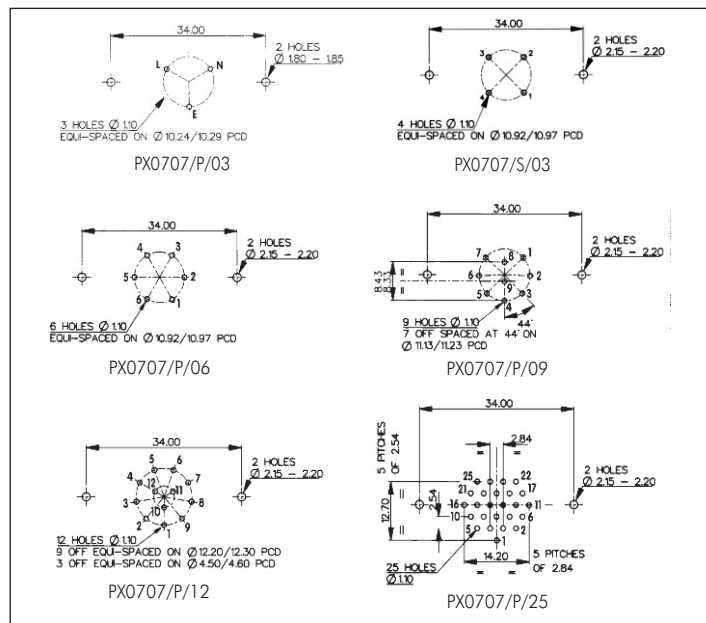 34.00
L
N
E
2 HOLES
Ø 1.80 - 1.85
3 HOLES Ø 1.10
EQUI-SPACED ON Ø 10.24/10.29 PCD
PX0707/P/03
34.00
3
2
4
1
2 HOLES
Ø 2.15 - 2.20
4 HOLES Ø 1.10
EQUI-SPACED ON Ø 10.92/10.97 PCD
PX0707/S/03
34.00
4
3
5
2
6
1
2 HOLES
Ø 2.15 - 2.20
6 HOLES Ø 1.10
EQUI-SPACED ON Ø 10.92/10.97 PCD
PX0707/P/06
34.00
7
8
1
6
2
9
5
3
4
8.43
8.33
=
=
44°
2 HOLES
Ø 2.15 - 2.20
9 HOLES Ø 1.10
7 OFF SPACED AT 44° ON
Ø 11.13/11.23 PCD
PX0707/P/09
34.00
5
6
4
7
12
11
3
8
10
2
9
1
2 HOLES
Ø 2.15 - 2.20
12 HOLES Ø 1.10
9 OFF EQUI-SPACED ON Ø 12.20/12.30 PCD
3 OFF EQUI-SPACED ON Ø 4.50/4.60 PCD
PX0707/P/12
34.00
5 PITCHES
OF 2.54
2.84
=
=
25
22
21
17
16
11
10
6
5
2
1
12.70
2.54
=
=
2 HOLES
Ø 2.15 - 2.20
14.20
5 PITCHES
OF 2.84
=
=
25 HOLES
Ø 1.10
PX0707/P/25